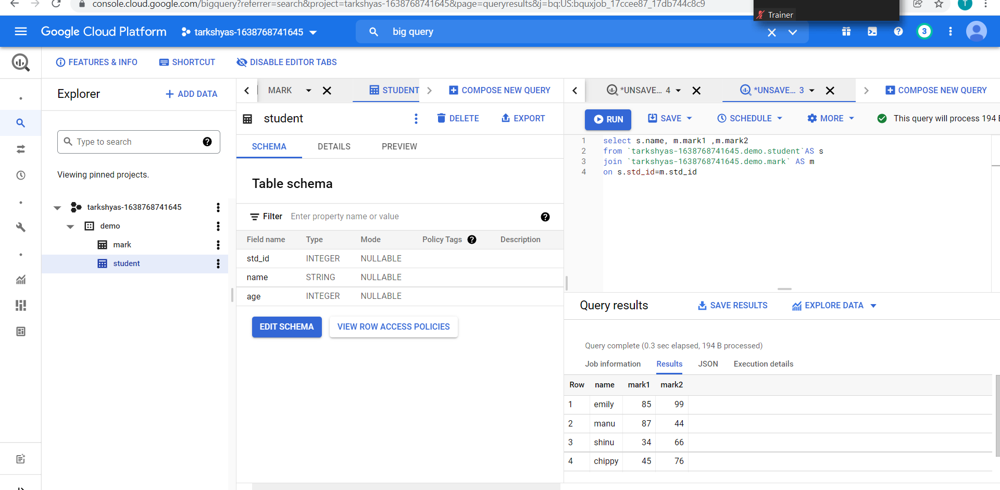 console.cloud.google.com/bigquery?referrer=search&project=tarkshyas-1638768741645&page=queryresults&j=bq:US:bquxjob_17ccee87_17db744c8c9
T
Trainer
Google Cloud Platform
tarkshyas-1638768741645
big query
3
FEATURES & INFO
SHORTCUT
DISABLE EDITOR TABS
Explorer
ADD DATA
Type to search
Viewing pinned projects.
tarkshyas-1638768741645
demo
mark
student
MARK
STUDENT
COMPOSE NEW QUERY
student
DELETE
EXPORT
SCHEMA
DETAILS
PREVIEW
Table schema
Filter
Enter property name or value
Field name Type Mode Policy Tags Description
std_id INTEGER NULLABLE
name STRING NULLABLE
age INTEGER NULLABLE
EDIT SCHEMA
VIEW ROW ACCESS POLICIES
*UNSAVE... 4
*UNSAVE... 3
COMPOSE NEW QUERY
RUN
SAVE
SCHEDULE
MORE
This query will process 194
1 select s.name, m.mark1 ,m.mark2
2 from `tarkshyas-1638768741645.demo.student`AS s
3 join `tarkshyas-1638768741645.demo.mark` AS m
4 on s.std_id=m.std_id
Query results
SAVE RESULTS
EXPLORE DATA
Query complete (0.3 sec elapsed, 194 B processed)
Job information
Results
JSON
Execution details
Row name mark1 mark2
1 emily 85 99
2 manu 87 44
3 shinu 34 66
4 chippy 45 76